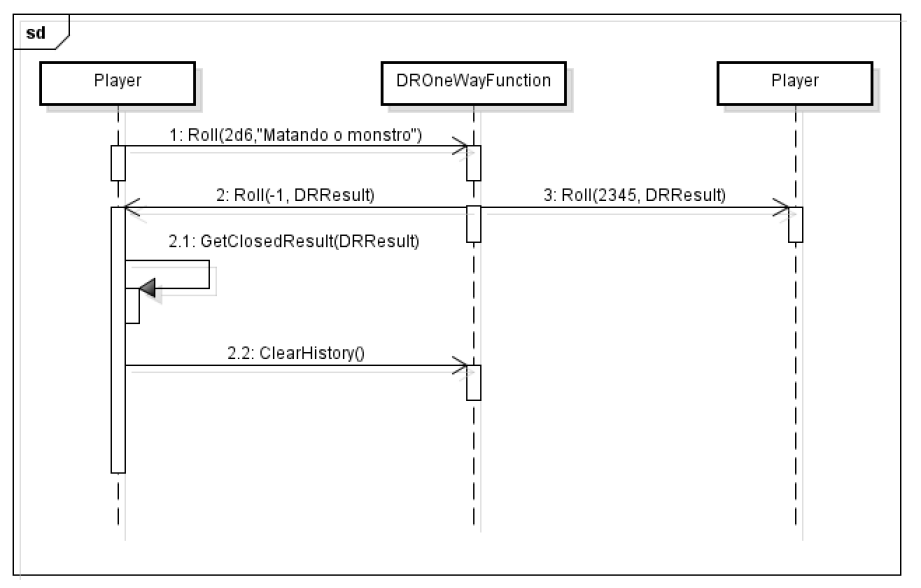 sd
Player
DROneWayFunction
Player
1: Roll(2d6,"Matando o monstro")
2: Roll(-1, DRResult)
3: Roll(2345, DRResult)
2.1: GetClosedResult(DRResult)
2.2: ClearHistory()